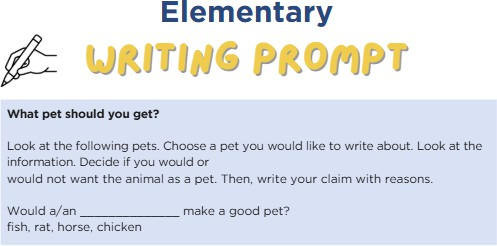 Elementary
WRITING PROMPT
What pet should you get?
Look at the following pets. Choose a pet you would like to write about. Look at the
information. Decide if you would or
would not want the animal as a pet. Then, write your claim with reasons.
Would a/an ______________ make a good pet?
fish, rat, horse, chicken